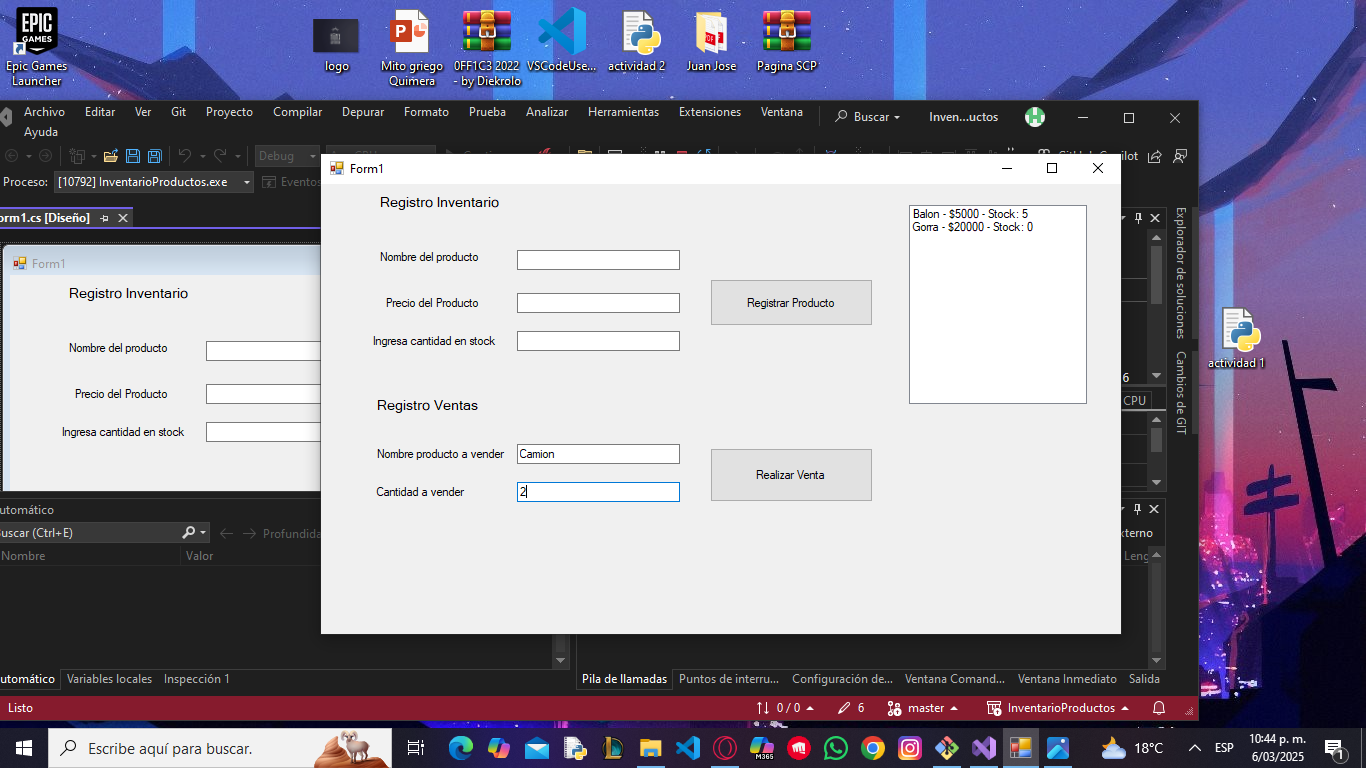 EPIC
GAMES
Epic Games
Launcher
logo
Mito griego
Quimera
0FF1C3 2022
- by Diekrolo
VSCodeUse...
actividad 2
Juan Jose
Pagina SCP
Archivo Editar Ver Git Proyecto Compilar Depurar Formato Prueba Analizar Herramientas Extensiones Ventana Buscar Inven...uctos
Ayuda
Debug
Proceso: [10792] InventarioProductos.exe Eventos
orm1.cs [Diseño]
Form1
Registro Inventario
Nombre del producto
Precio del Producto
Ingresa cantidad en stock
Form1
Registro Inventario
Nombre del producto
Precio del Producto
Registrar Producto
Ingresa cantidad en stock
Balon - $5000 - Stock: 5
Gorra - $20000 - Stock: 0
Registro Ventas
Nombre producto a vender Camion
Cantidad a vender 2
Realizar Venta
Explorador de soluciones
Cambios de GIT
6
CPU
actividad 1
utomático
uscar (Ctrl+E) Profundida
Nombre Valor
xterno
Leng
utomático Variables locales Inspección 1
Pila de llamadas Puntos de interru... Configuración de... Ventana Comand... Ventana Inmediato Salida
Listo 0 / 0 6 master InventarioProductos
Escribe aquí para buscar.
M365
18°C ESP 10:44 p. m.
6/03/2025
1